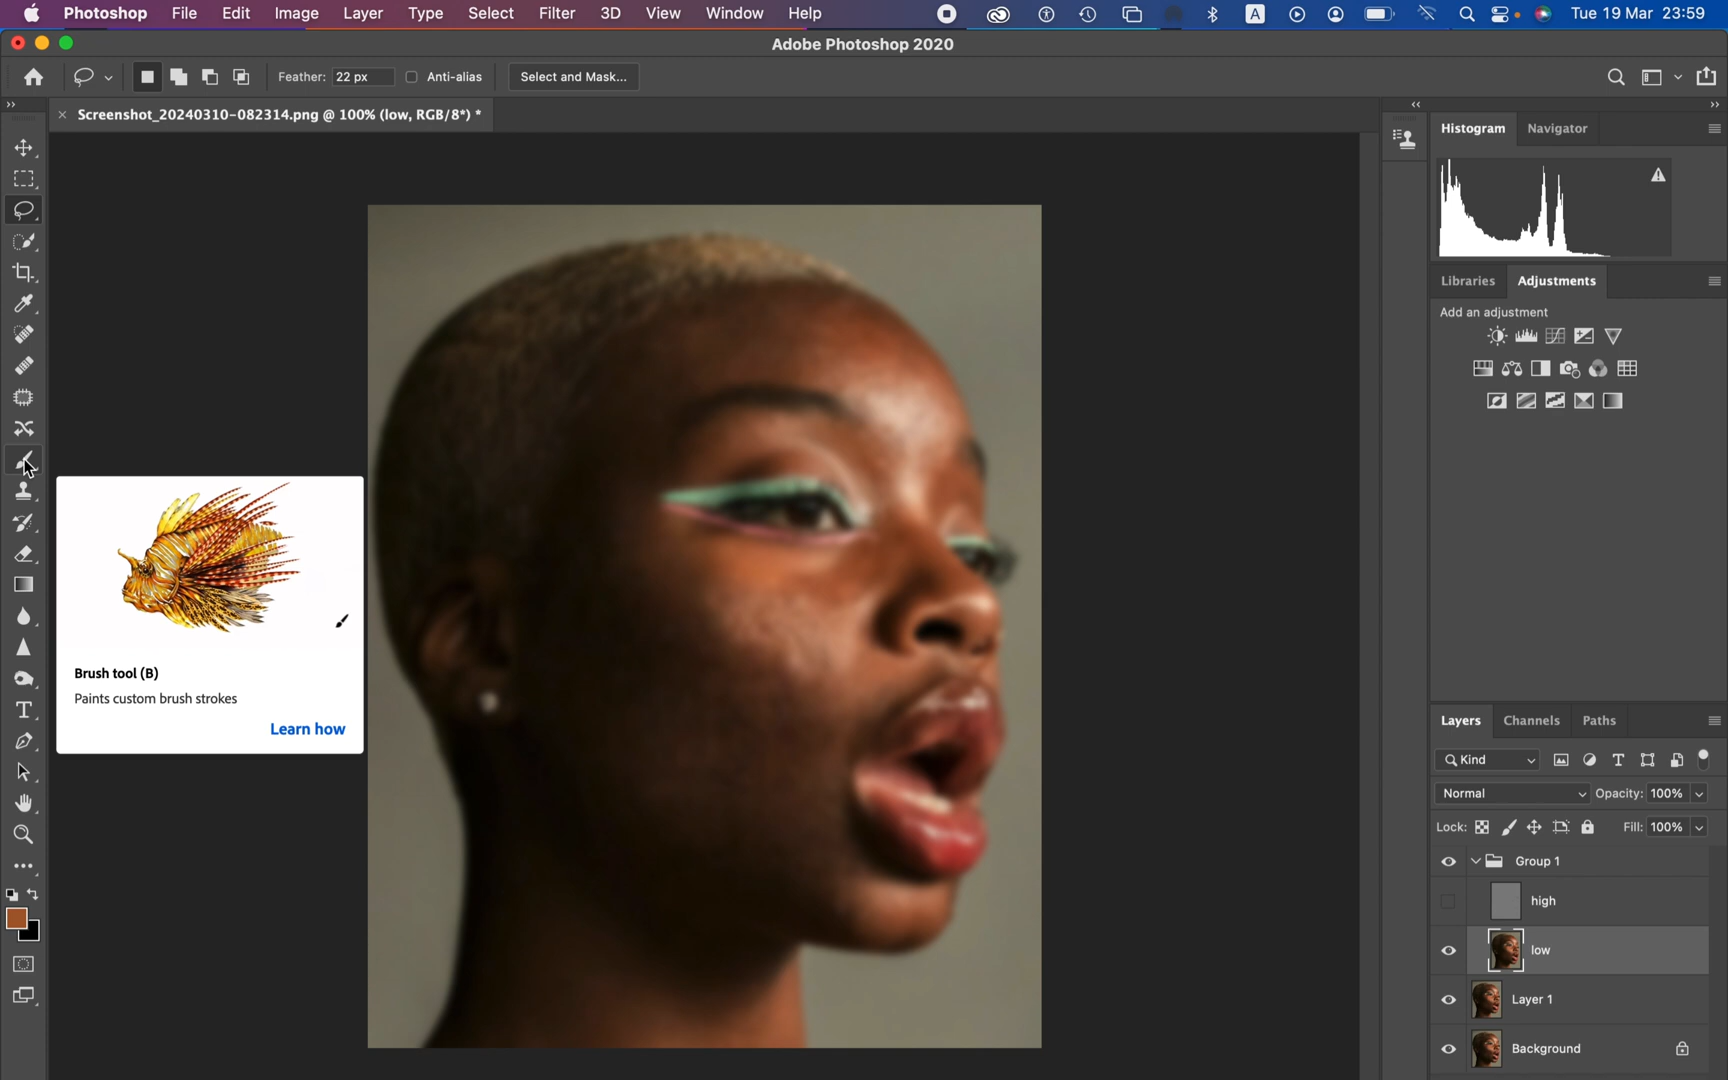 Photoshop File Edit Image Layer Type Select Filter 3D View Window Help A Tue 19 Mar 23:59
Adobe Photoshop 2020
Feather: 22 px Anti-alias Select and Mask...
Screenshot_20240310-082314.png @ 100% (low, RGB/8*) *
Histogram Navigator
Libraries Adjustments
Add an adjustment
Brush tool (B)
Paints custom brush strokes
Learn how
Layers Channels Paths
Kind
Normal Opacity: 100%
Lock: Fill: 100%
Group 1
high
low
Layer 1
Background